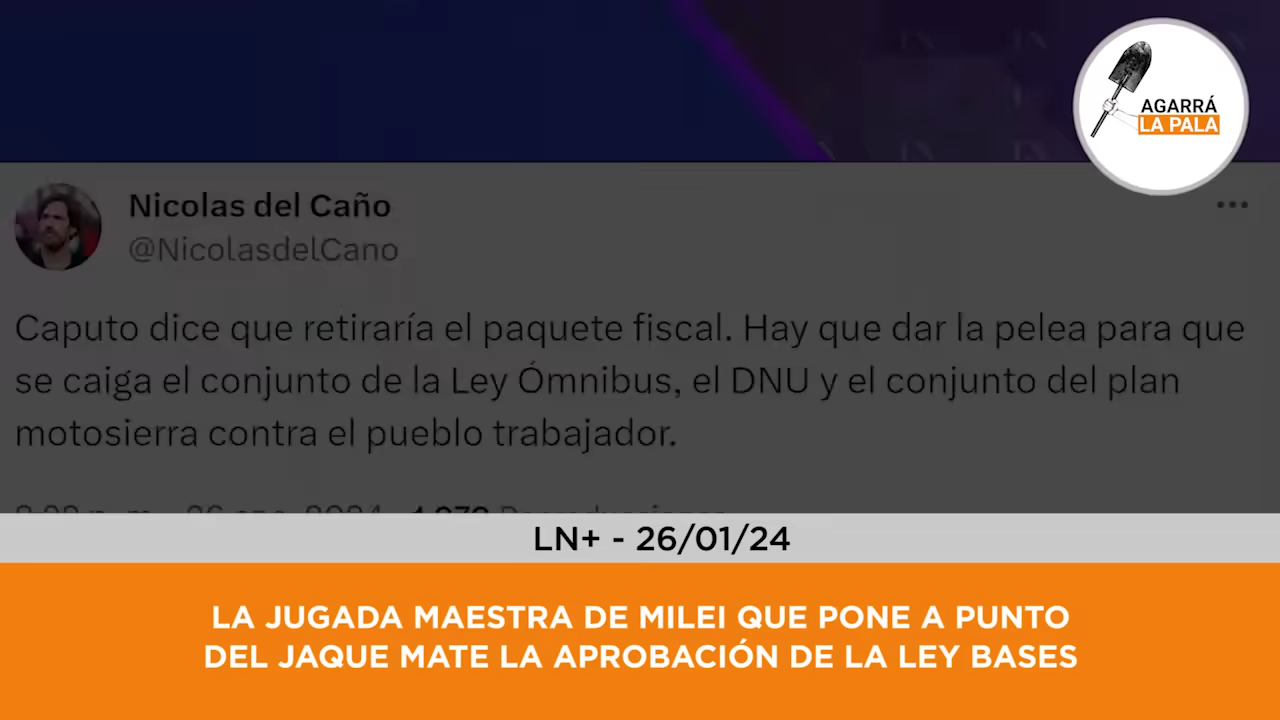 AGARRÁ
LA PALA
Nicolas del Caño
@NicolasdelCano
Caputo dice que retiraría el paquete fiscal. Hay que dar la pelea para que
se caiga el conjunto de la Ley Ómnibus, el DNU y el conjunto del plan
motosierra contra el pueblo trabajador.
LN+ - 26/01/24
LA JUGADA MAESTRA DE MILEI QUE PONE A PUNTO
DEL JAQUE MATE LA APROBACIÓN DE LA LEY BASES